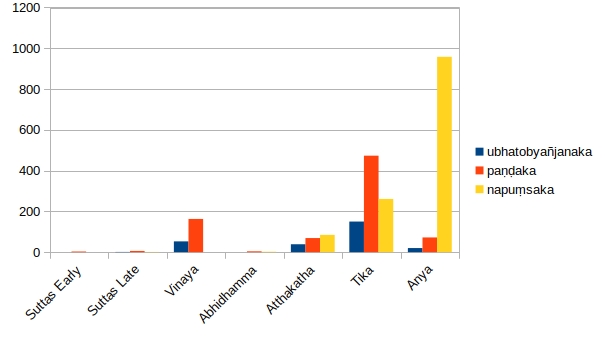 1200
1000
800
600
400
200
0
Suttas Early
Suttas Late
Vinaya
Abhidhamma
Atthakatha
Tika
Anya
ubhatobyañjanaka
paṇḍaka
napuṃsaka